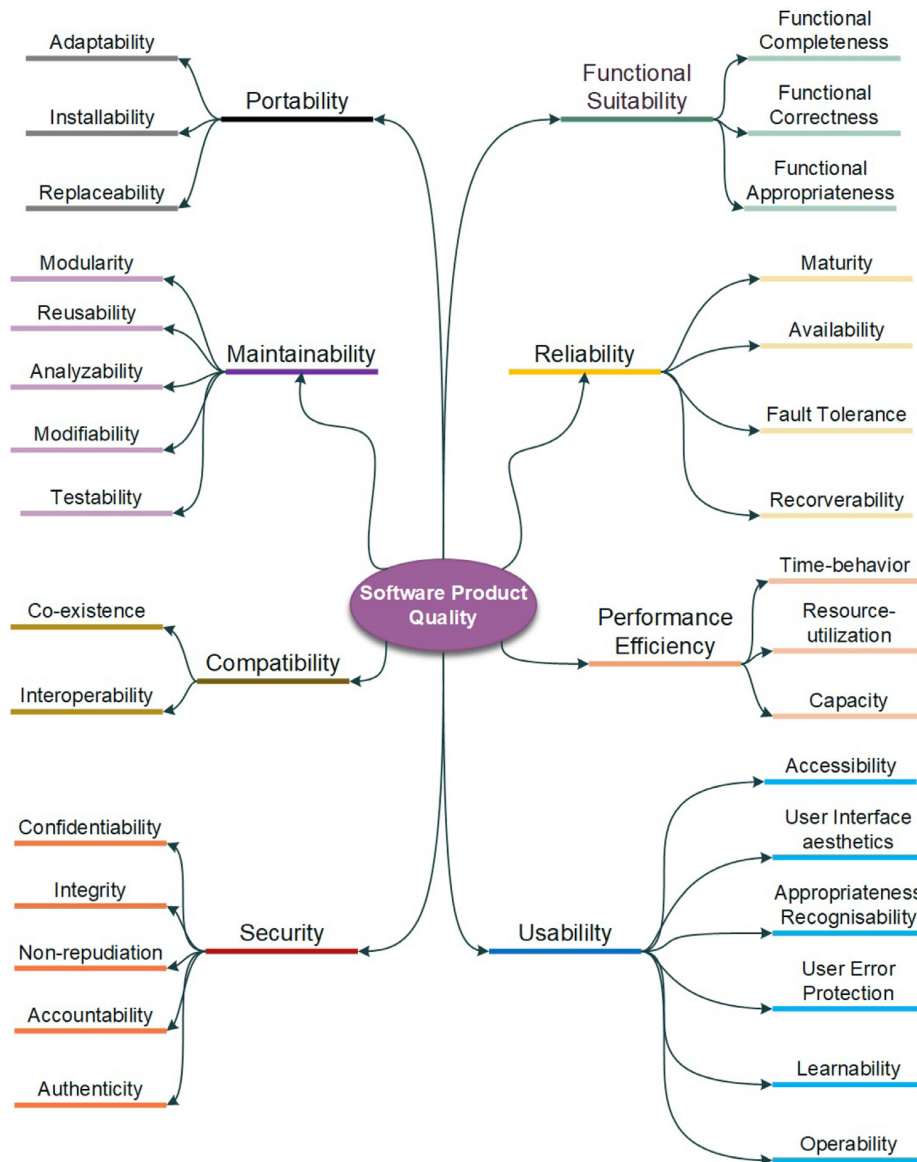 Software Product
Quality
Portability
Adaptability
Installability
Replaceability
Maintainability
Modularity
Reusability
Analyzability
Modifiability
Testability
Compatibility
Co-existence
Interoperability
Security
Confidentiability
Integrity
Non-repudiation
Accountability
Authenticity
Functional
Suitability
Functional
Completeness
Functional
Correctness
Functional
Appropriateness
Reliability
Maturity
Availability
Fault Tolerance
Recorverability
Performance
Efficiency
Time-behavior
Resource-
utilization
Capacity
Usabililty
Accessibility
User Interface
aesthetics
Appropriateness
Recognisability
User Error
Protection
Learnability
Operability